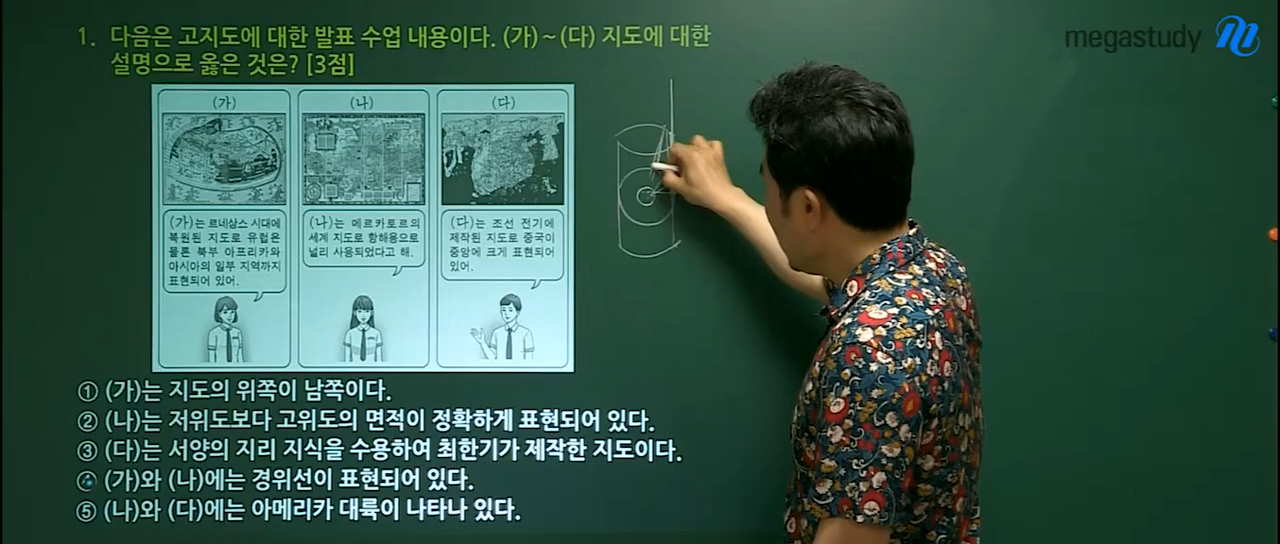 megastudy
1. 다음은 고지도에 대한 발표 수업 내용이다. (가)~(다) 지도에 대한
설명으로 옳은 것은? [3점]
(가)
(나)
(다)
(가)는 르네상스 시대에
복원된 지도로 유럽은
물론 북부 아프리카와
아시아의 일부 지역까지
표현되어 있어.
(나)는 메르카토르의
세계 지도로 항해용으로
널리 사용되었다고 해.
(다)는 조선 전기에
제작된 지도로 중국이
중앙에 크게 표현되어
있어.
① (가)는 지도의 위쪽이 남쪽이다.
② (나)는 저위도보다 고위도의 면적이 정확하게 표현되어 있다.
③ (다)는 서양의 지리 지식을 수용하여 최한기가 제작한 지도이다.
④ (가)와 (나)에는 경위선이 표현되어 있다.
⑤ (나)와 (다)에는 아메리카 대륙이 나타나 있다.